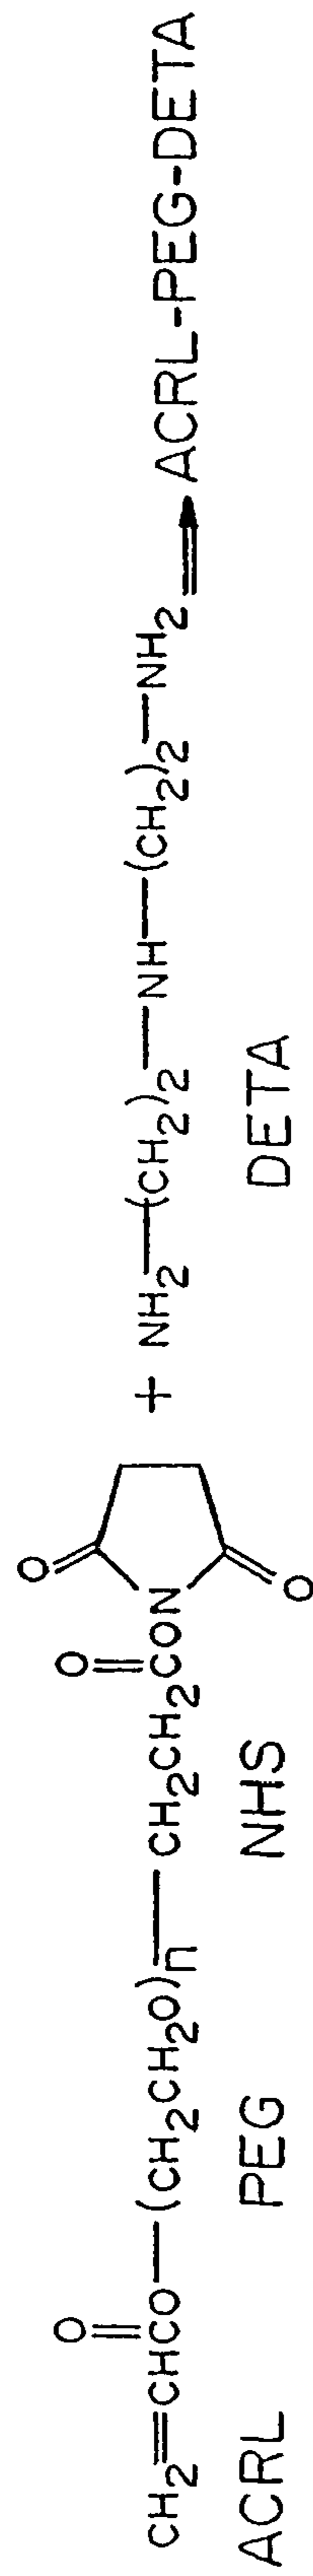 O O O
CH2=CHCO—(CH2CH2O)n—CH2CH2CON + NH2—(CH2)2—NH—(CH2)2—NH2 ⟹ ACRL-PEG-DETA
O
ACRL PEG NHS DETA